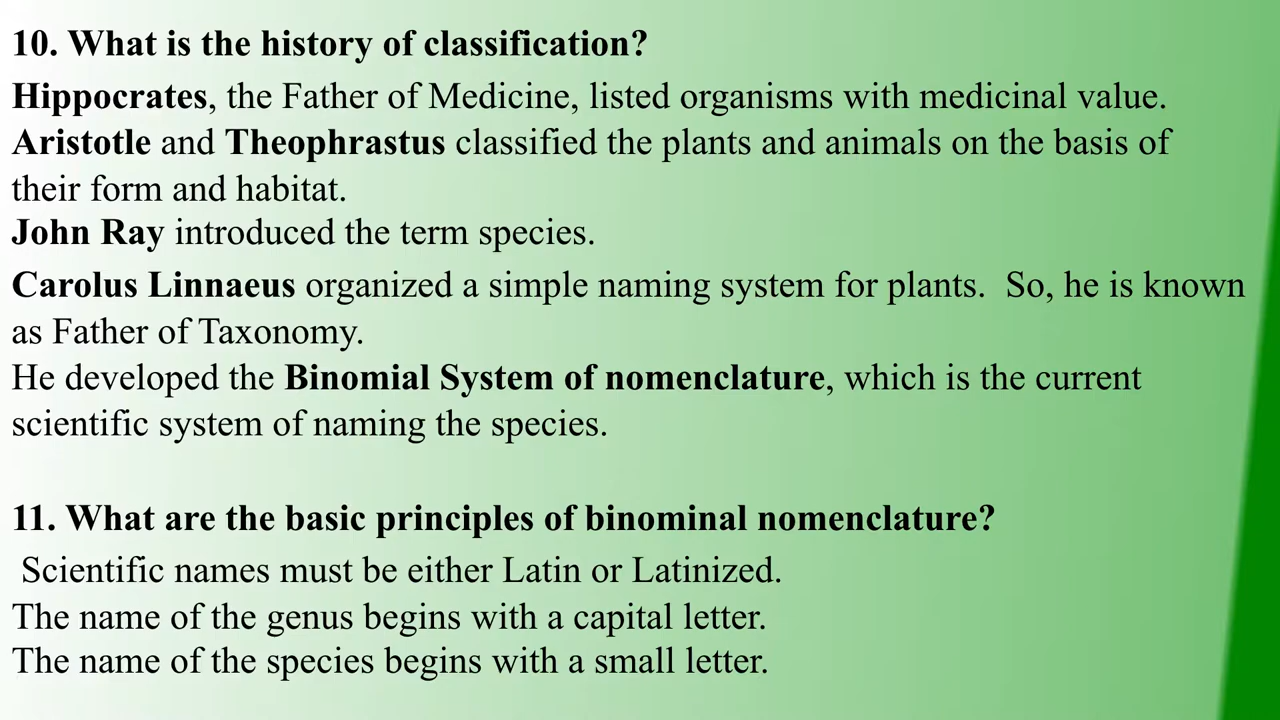 10. What is the history of classification?
Hippocrates, the Father of Medicine, listed organisms with medicinal value.
Aristotle and Theophrastus classified the plants and animals on the basis of
their form and habitat.
John Ray introduced the term species.
Carolus Linnaeus organized a simple naming system for plants.  So, he is known
as Father of Taxonomy.
He developed the Binomial System of nomenclature, which is the current
scientific system of naming the species.
11. What are the basic principles of binominal nomenclature?
Scientific names must be either Latin or Latinized.
The name of the genus begins with a capital letter.
The name of the species begins with a small letter.